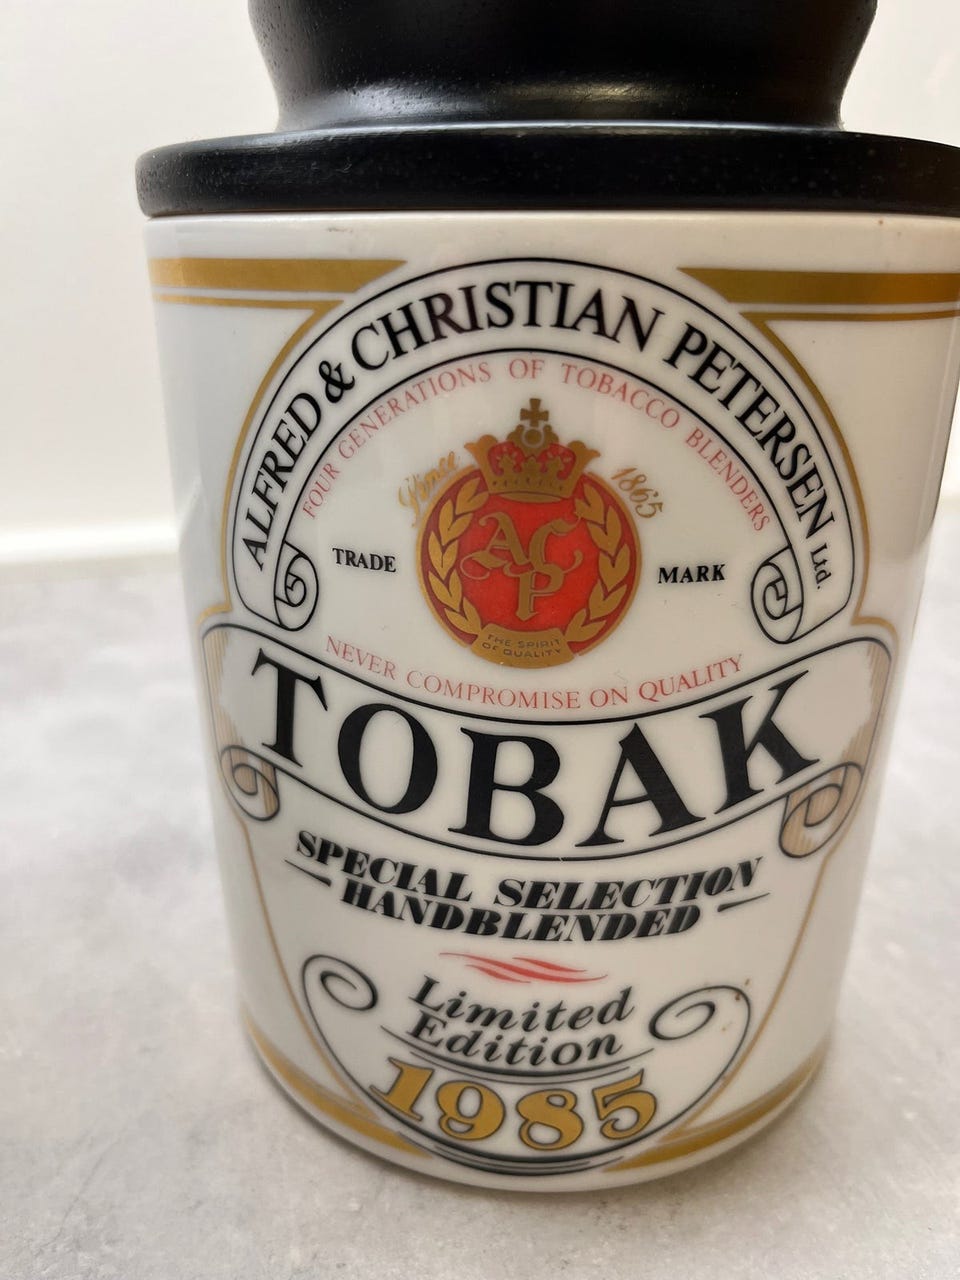 ALFRED & CHRISTIAN PETERSEN Ltd.
FOUR GENERATIONS OF TOBACCO BLENDERS
Since 1865
ACP
TRADE MARK
THE SPIRIT
OF QUALITY
NEVER COMPROMISE ON QUALITY
TOBAK
SPECIAL SELECTION
HANDBLENDED
Limited
Edition
1985